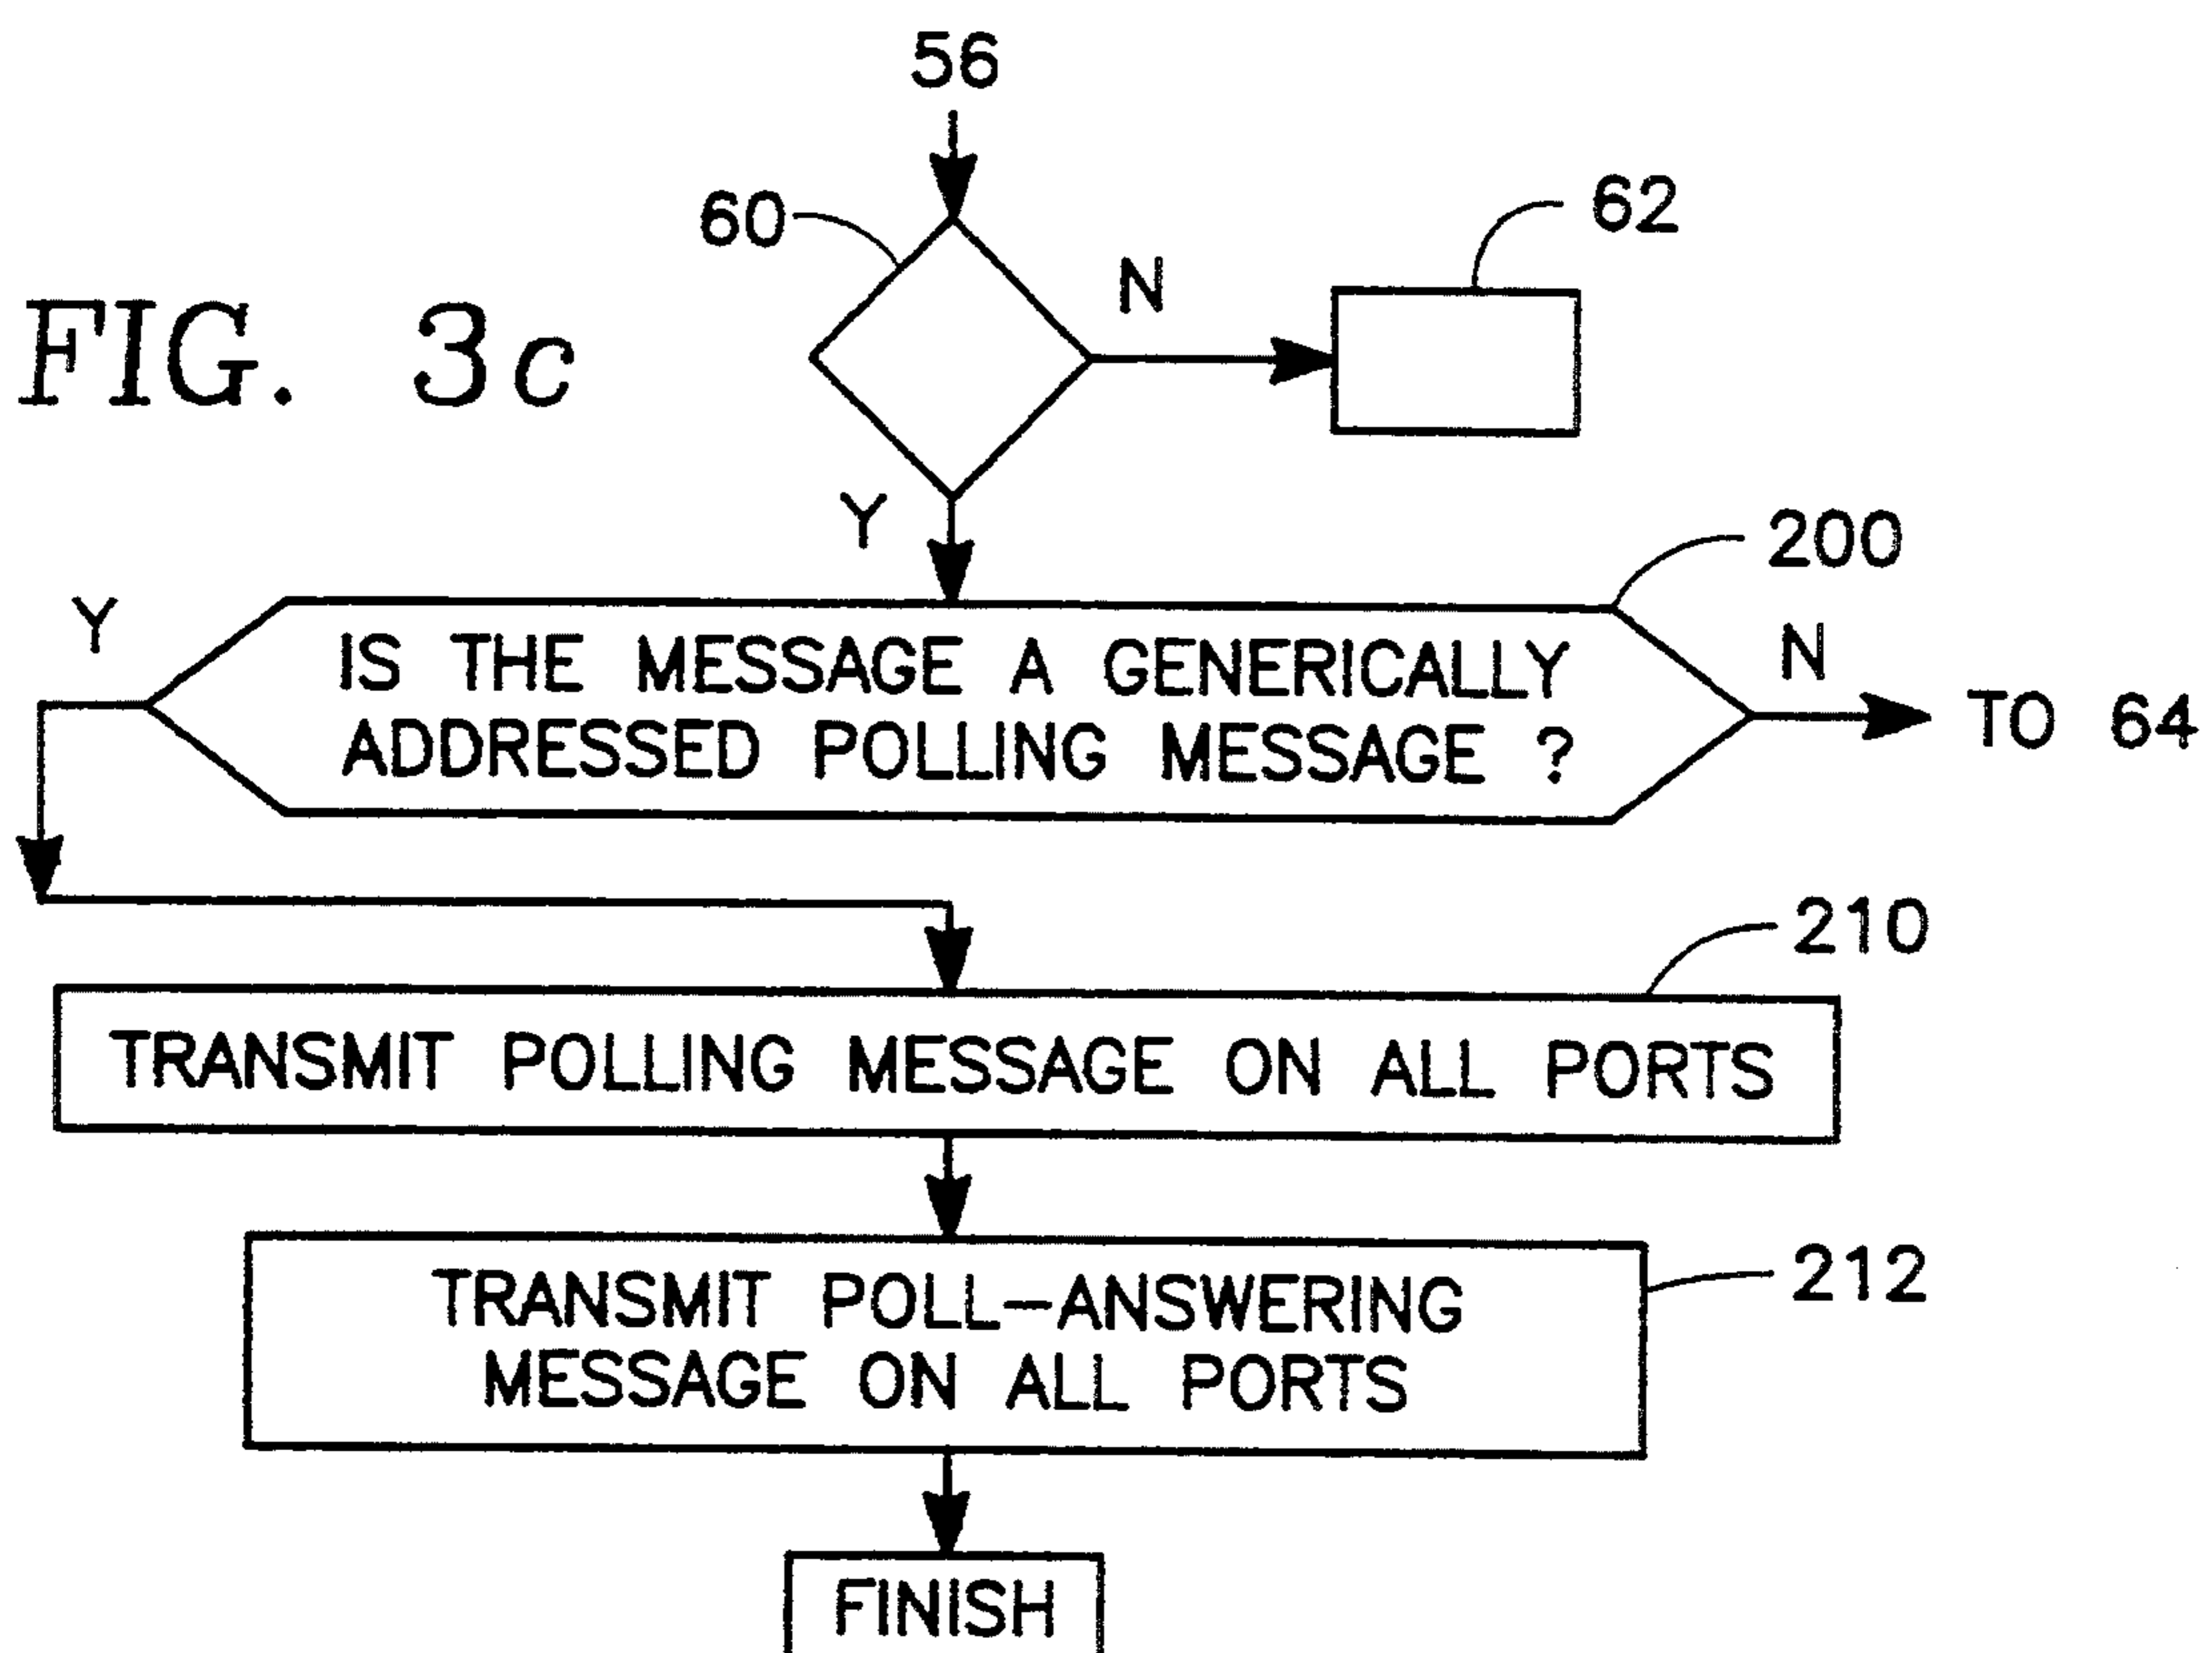 56
60
62
N
FIG. 3c
Y
200
Y
N
IS THE MESSAGE A GENERICALLY
ADDRESSED POLLING MESSAGE ?
TO 64
210
TRANSMIT POLLING MESSAGE ON ALL PORTS
212
TRANSMIT POLL-ANSWERING
MESSAGE ON ALL PORTS
FINISH